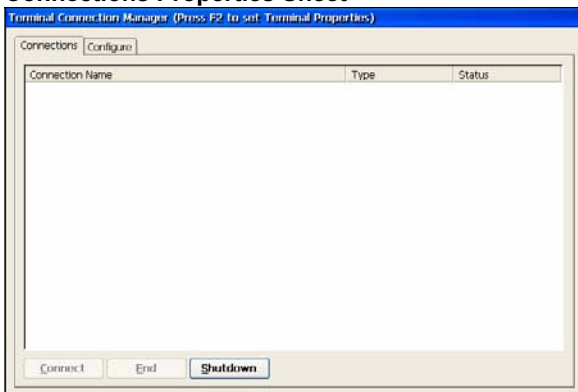 Connections Properties Sheet
Terminal Connection Manager (Press F2 to set Terminal Properties)
Connections Configure
Connection Name Type Status
Connect End Shutdown